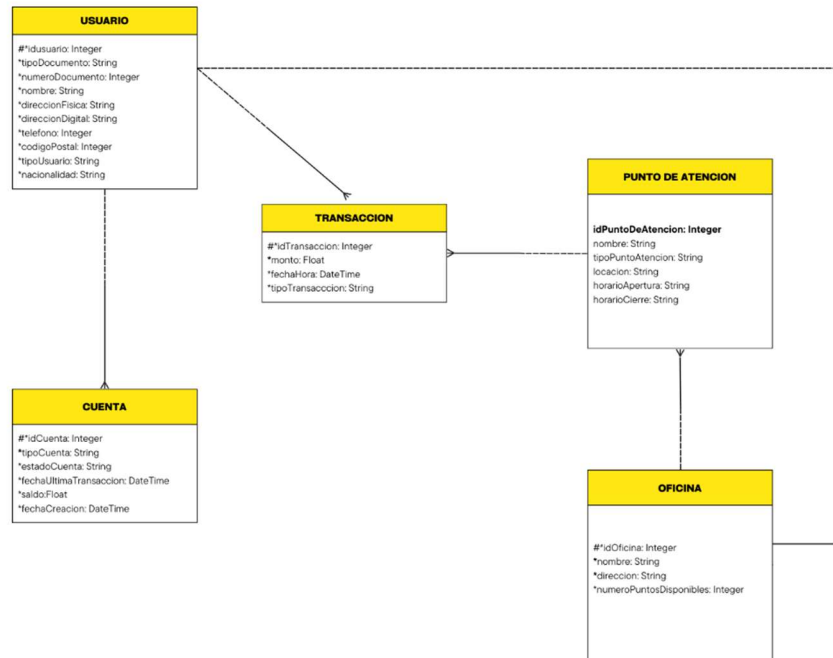 USUARIO
#*idusuario: Integer
*tipoDocumento: String
*numeroDocumento: Integer
*nombre: String
*direccionFisica: String
*direccionDigital: String
*telefono: Integer
*codigoPostal: Integer
*tipoUsuario: String
*nacionalidad: String
TRANSACCION
#*idTransaccion: Integer
*monto: Float
*fechaHora: DateTime
*tipoTransacccion: String
PUNTO DE ATENCION
idPuntoDeAtencion: Integer
nombre: String
tipoPuntoAtencion: String
locacion: String
horarioApertura: String
horarioCierre: String
CUENTA
#*idCuenta: Integer
*tipoCuenta: String
*estadoCuenta: String
*fechaUltimaTransaccion: DateTime
*saldo:Float
*fechaCreacion: DateTime
OFICINA
#*idOficina: Integer
*nombre: String
*direccion: String
*numeroPuntosDisponibles: Integer